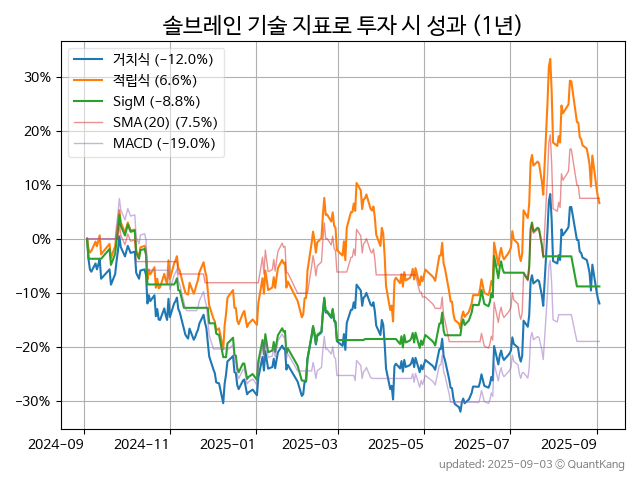 솔브레인 기술 지표로 투자 시 성과 (1년)
거치식 (−12.0%)
적립식 (6.6%)
SigM (−8.8%)
SMA(20) (7.5%)
MACD (−19.0%)
30%
20%
10%
0%
−10%
−20%
−30%
2024-09 2024-11 2025-01 2025-03 2025-05 2025-07 2025-09
updated: 2025-09-03 ⓒ QuantKang